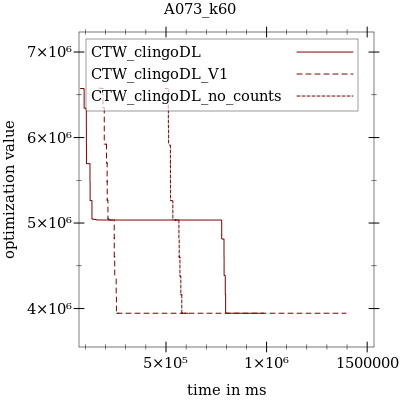 A073_k60
7×10⁶
CTW_clingoDL
CTW_clingoDL_V1
CTW_clingoDL_no_counts
6×10⁶
optimization value
5×10⁶
4×10⁶
5×10⁵ 1×10⁶ 1500000
time in ms